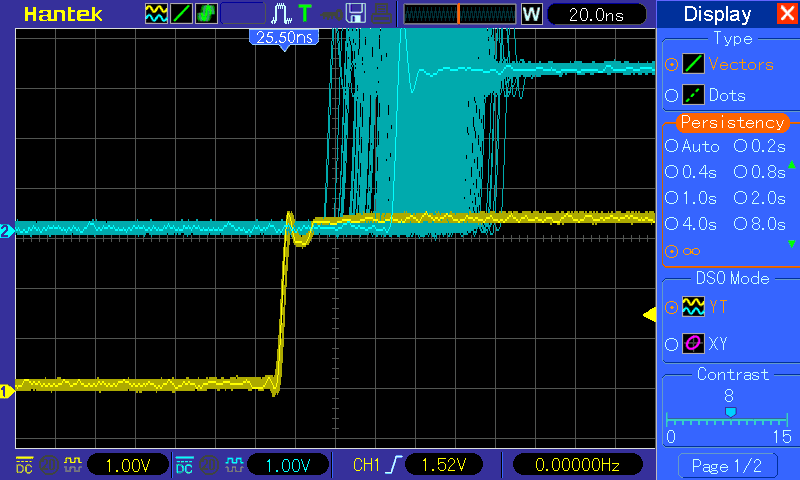 Hantek
T
W
20.0ns
Display
25.50ns
Type
Vectors
Dots
Persistency
Auto
0.2s
0.4s
0.8s
1.0s
2.0s
4.0s
8.0s
∞
DSO Mode
YT
XY
Contrast
8
0
15
Page 1/2
2
1
DC
1.00V
DC
1.00V
CH1
1.52V
0.00000Hz